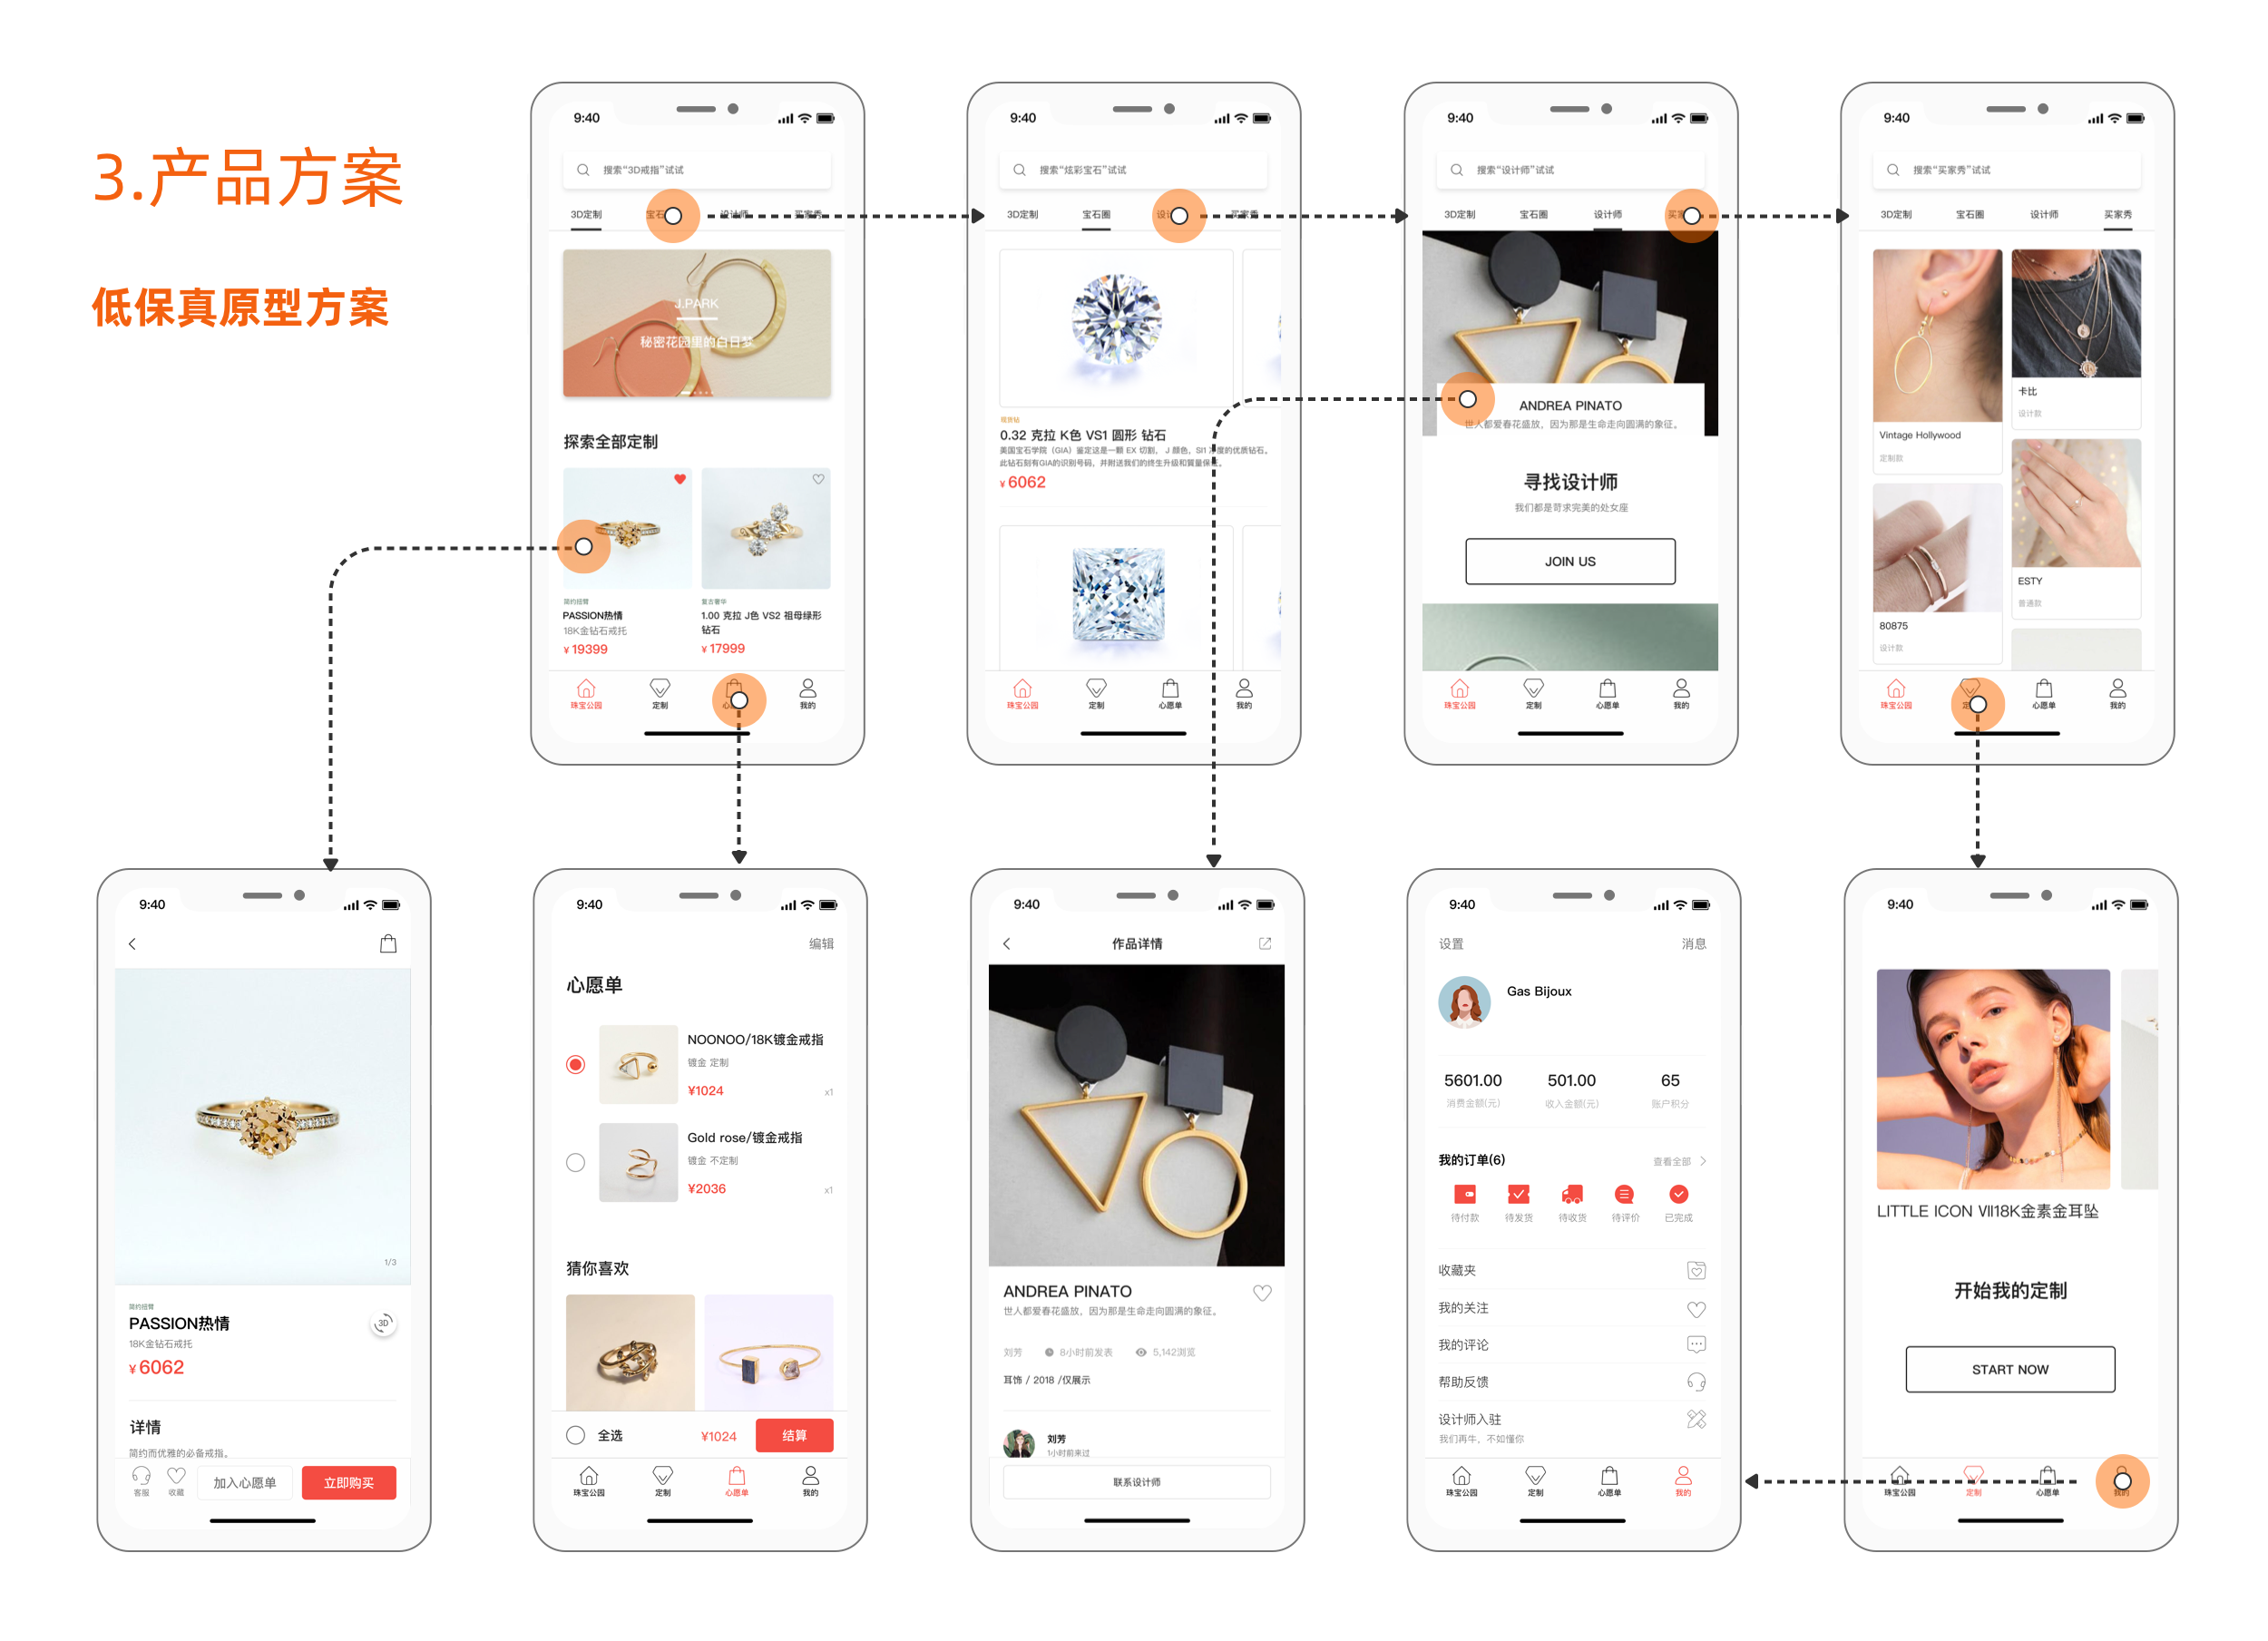 3.产品方案
低保真原型方案
9:40
搜索“3D戒指”试试
3D定制
J.PARK
秘密花园里的白日梦
探索全部定制
简约扭臂
PASSION热情
18K金钻石戒托
¥ 19399
复古奢华
1.00 克拉 J色 VS2 祖母绿形
钻石
¥ 17999
珠宝公园 定制 我的
9:40
搜索“炫彩宝石”试试
3D定制 宝石圈
现货钻
0.32 克拉 K色 VS1 圆形 钻石
美国宝石学院（GIA）鉴定这是一颗 EX 切割， J 颜色，SI1 度的优质钻石。
此钻石刻有GIA的识别号码，并附送我们的终生升级和質量保
¥ 6062
珠宝公园 定制 心愿单 我的
9:40
搜索“设计师”试试
3D定制 宝石圈 设计师
ANDREA PINATO
世人都爱春花盛放，因为那是生命走向圆满的象征。
寻找设计师
我们都是苛求完美的处女座
JOIN US
珠宝公园 定制 心愿单 我的
9:40
搜索“买家秀”试试
3D定制 宝石圈 设计师 买家秀
Vintage Hollywood
定制款
卡比
设计款
80875
设计款
ESTY
普通款
珠宝公园 心愿单 我的
9:40
1/3
简约扭臂
PASSION热情
3D
18K金钻石戒托
¥ 6062
详情
简约而优雅的必备戒指。
客服 收藏 加入心愿单 立即购买
9:40
编辑
心愿单
NOONOO/18K镀金戒指
镀金 定制
¥1024 x1
Gold rose/镀金戒指
镀金 不定制
¥2036 x1
猜你喜欢
全选 ¥1024 结算
珠宝公园 定制 心愿单 我的
9:40
作品详情
ANDREA PINATO
世人都爱春花盛放，因为那是生命走向圆满的象征。
刘芳 8小时前发表 5,142浏览
耳饰 / 2018 /仅展示
刘芳
1小时前来过
联系设计师
9:40
设置 消息
Gas Bijoux
5601.00 501.00 65
消费金额(元) 收入金额(元) 账户积分
我的订单(6) 查看全部
待付款 待发货 待收货 待评价 已完成
收藏夹
我的关注
我的评论
帮助反馈
设计师入驻
我们再牛，不如懂你
珠宝公园 定制 心愿单 我的
9:40
LITTLE ICON VII18K金素金耳坠
开始我的定制
START NOW
珠宝公园 定制 心愿单 我的